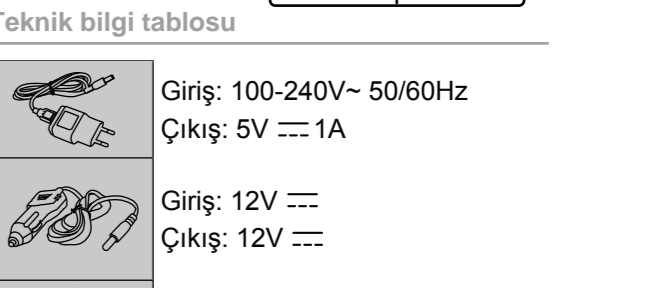 Teknik bilgi tablosu
Giriş: 100-240V~ 50/60Hz
Çıkış: 5V ⎓ 1A
Giriş: 12V ⎓
Çıkış: 12V ⎓